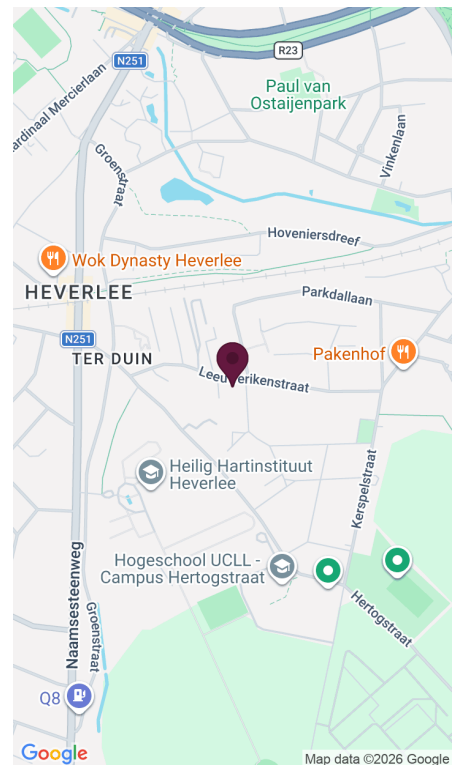 R23
N251
Cardinaal Mercierlaan
Paul van
Ostaijenpark
Vinkenlaan
Groenstraat
Hoveniersdreef
Wok Dynasty Heverlee
HEVERLEE
Parkdallaan
N251
TER DUIN
Pakenhof
Leeuwerikenstraat
Heilig Hartinstituut
Heverlee
Kerspelstraat
Hogeschool UCLL -
Campus Hertogstraat
Naamsesteenweg
Groenstraat
Hertogstraat
Q8
Google
Map data ©2026 Google